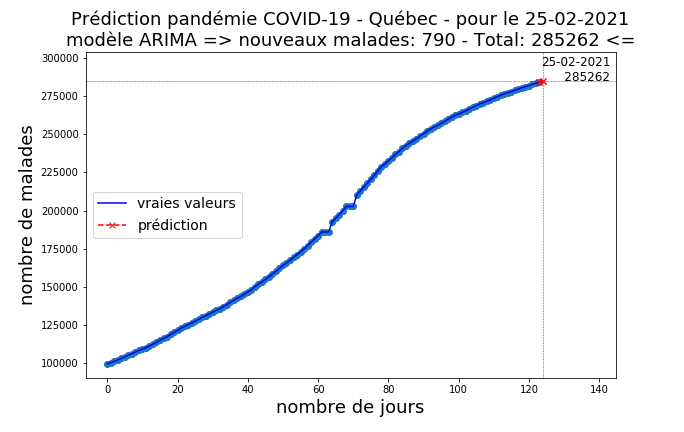 Prédiction pandémie COVID-19 - Québec - pour le 25-02-2021
modèle ARIMA => nouveaux malades: 790 - Total: 285262 <=
25-02-2021
285262
300000
275000
250000
225000
200000
175000
150000
125000
100000
nombre de malades
vraies valeurs
prédiction
0 20 40 60 80 100 120 140
nombre de jours